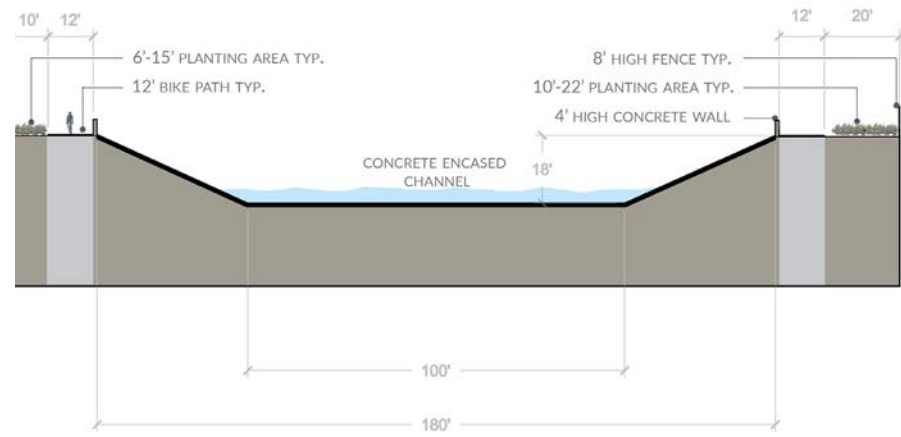 10' 12' 12' 20'
6'-15' PLANTING AREA TYP. 8' HIGH FENCE TYP.
12' BIKE PATH TYP. 10'-22' PLANTING AREA TYP.
4' HIGH CONCRETE WALL
CONCRETE ENCASED
CHANNEL
18'
100'
180'